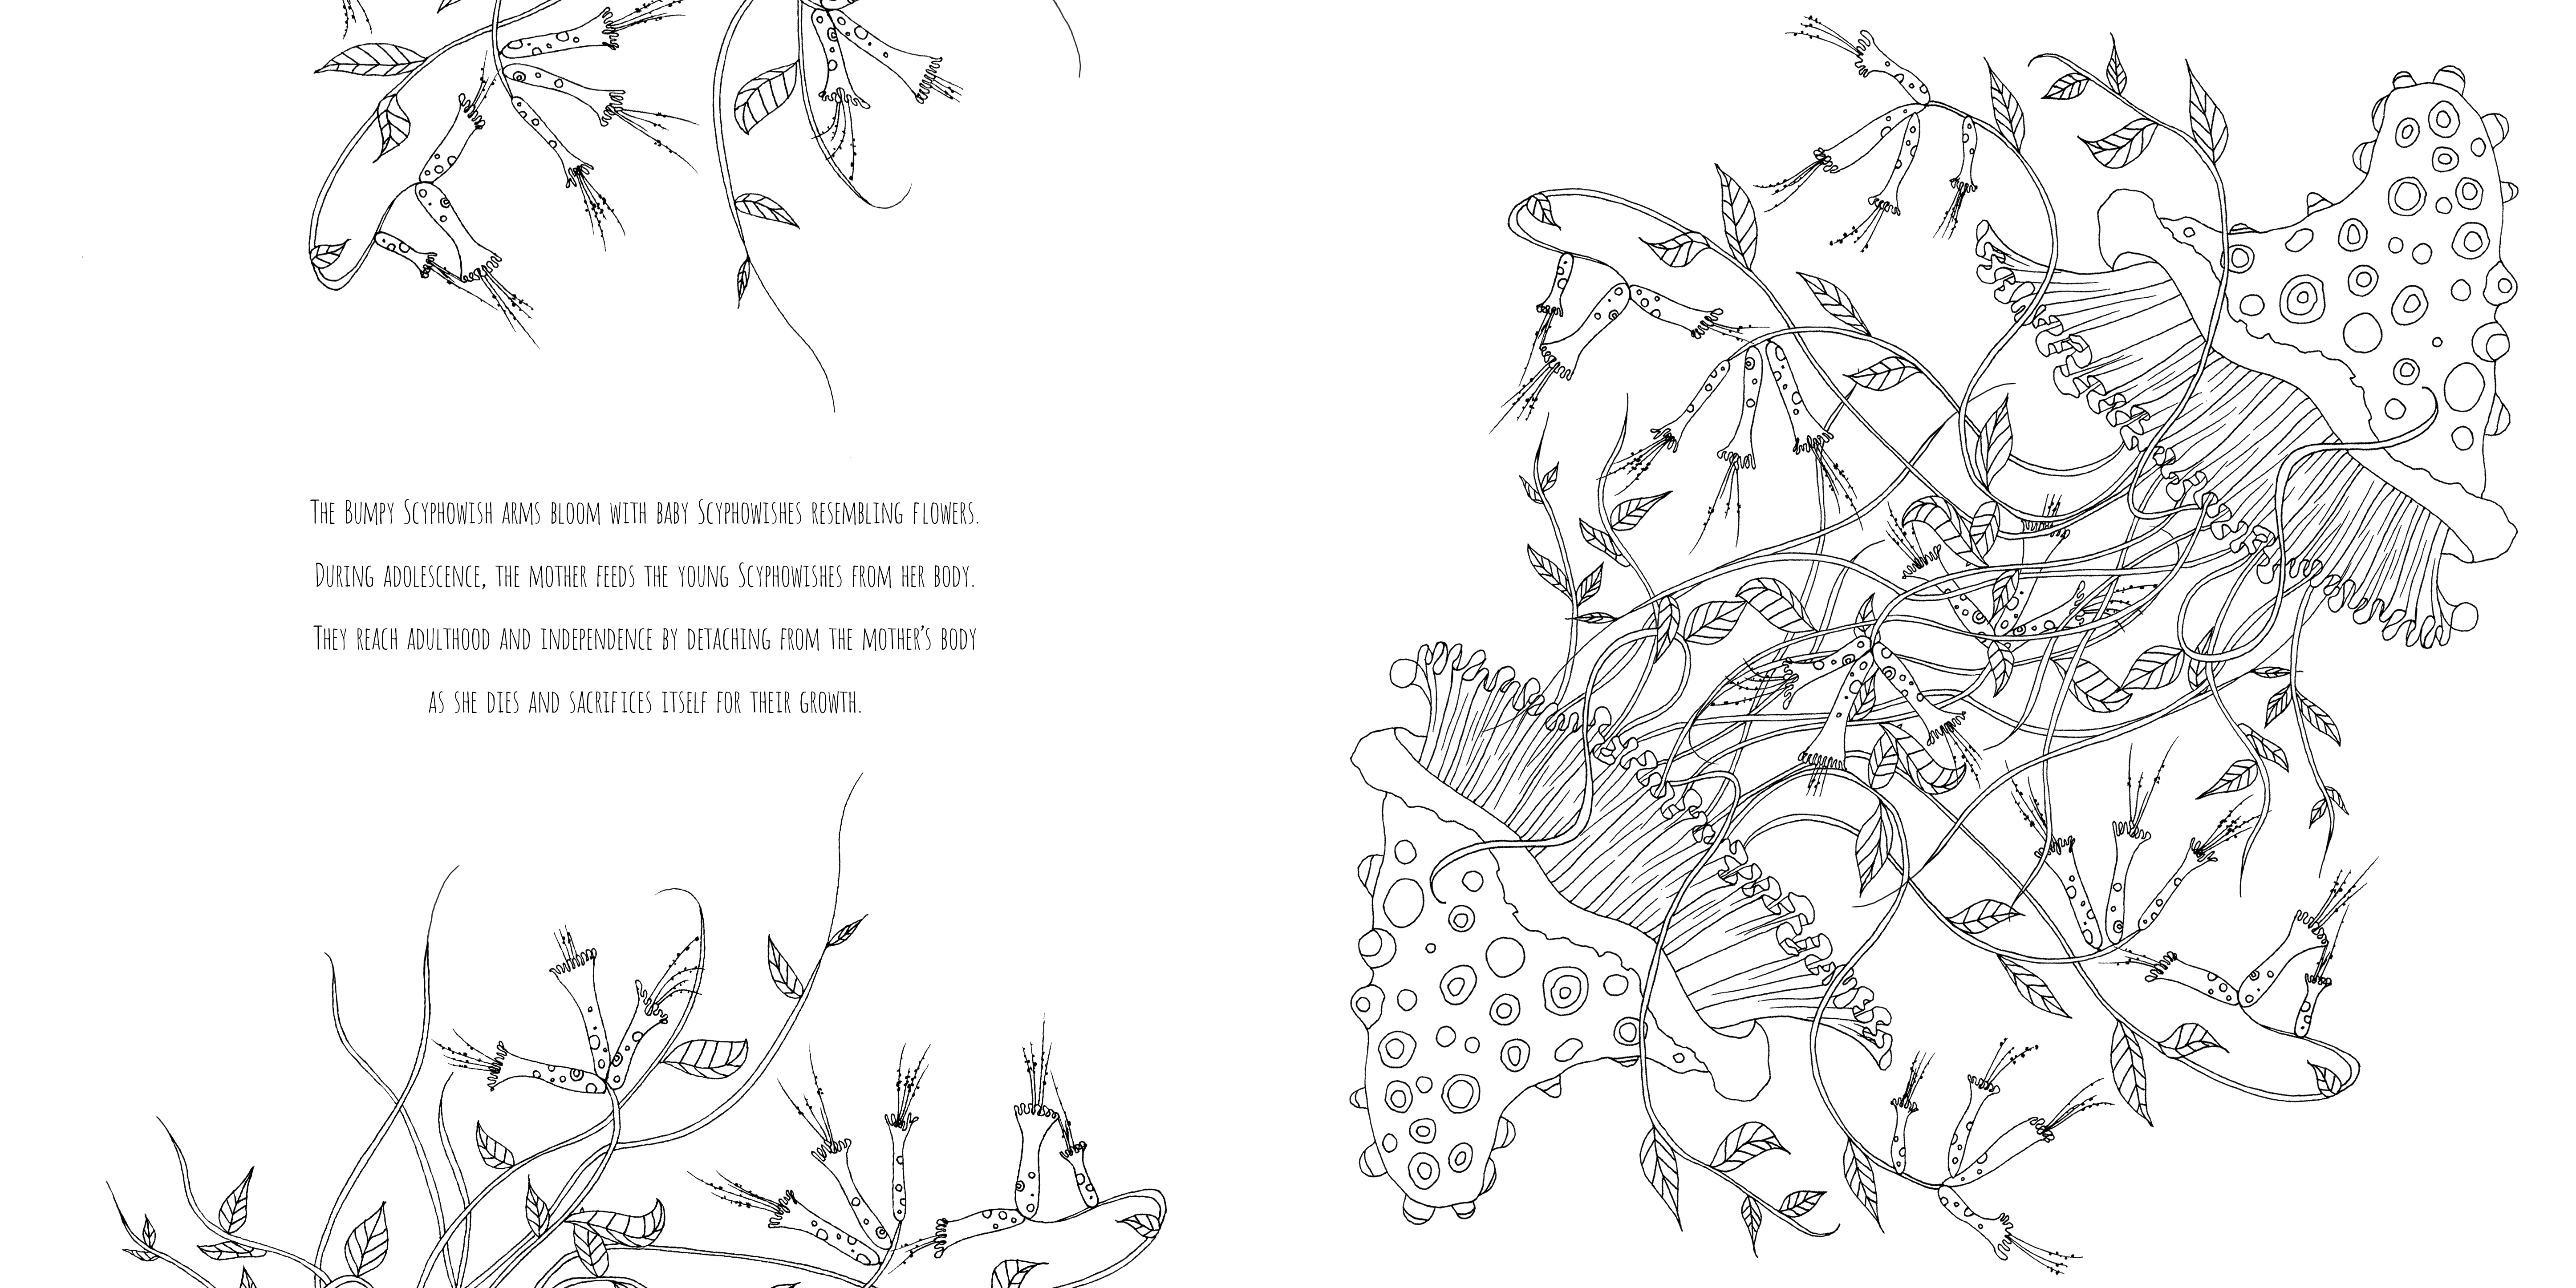 The Bumpy Scyphowish arms bloom with baby Scyphowishes resembling flowers.
During adolescence, the mother feeds the young Scyphowishes from her body.
They reach adulthood and independence by detaching from the mother's body
as she dies and sacrifices itself for their growth.